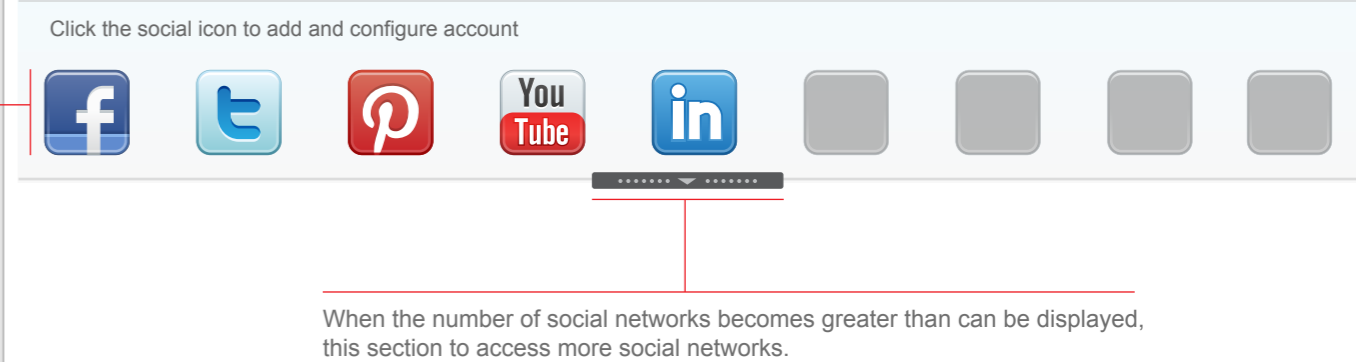 Click the social icon to add and configure account
f t p You Tube in
When the number of social networks becomes greater than can be displayed,
this section to access more social networks.